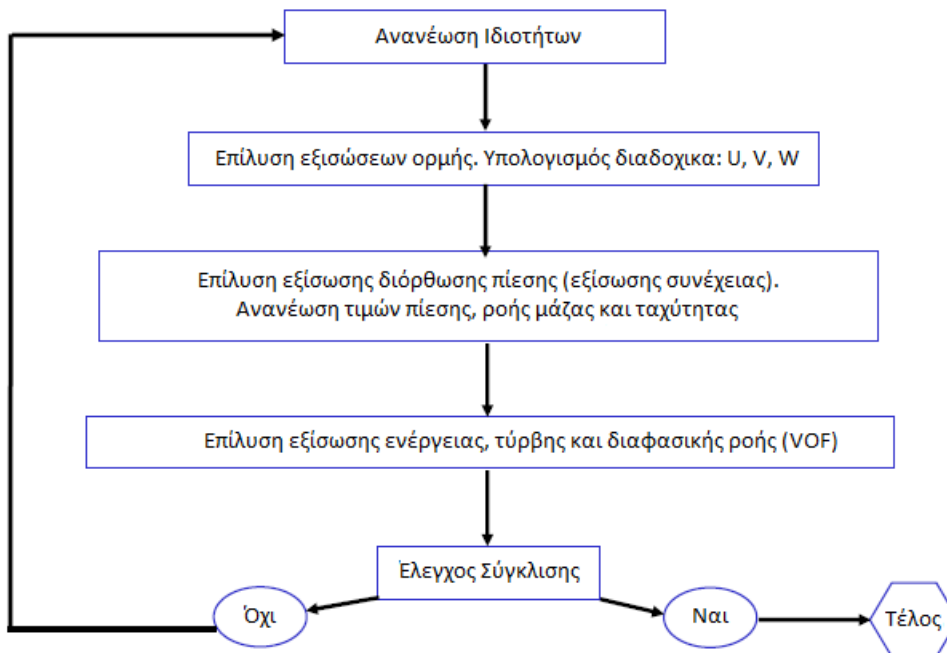 Ανανέωση Ιδιοτήτων
Επίλυση εξισώσεων ορμής. Υπολογισμός διαδοχικα: U, V, W
Επίλυση εξίσωσης διόρθωσης πίεσης (εξίσωσης συνέχειας).
Ανανέωση τιμών πίεσης, ροής μάζας και ταχύτητας
Επίλυση εξίσωσης ενέργειας, τύρβης και διαφασικής ροής (VOF)
Έλεγχος Σύγκλισης
Όχι
Ναι
Τέλος